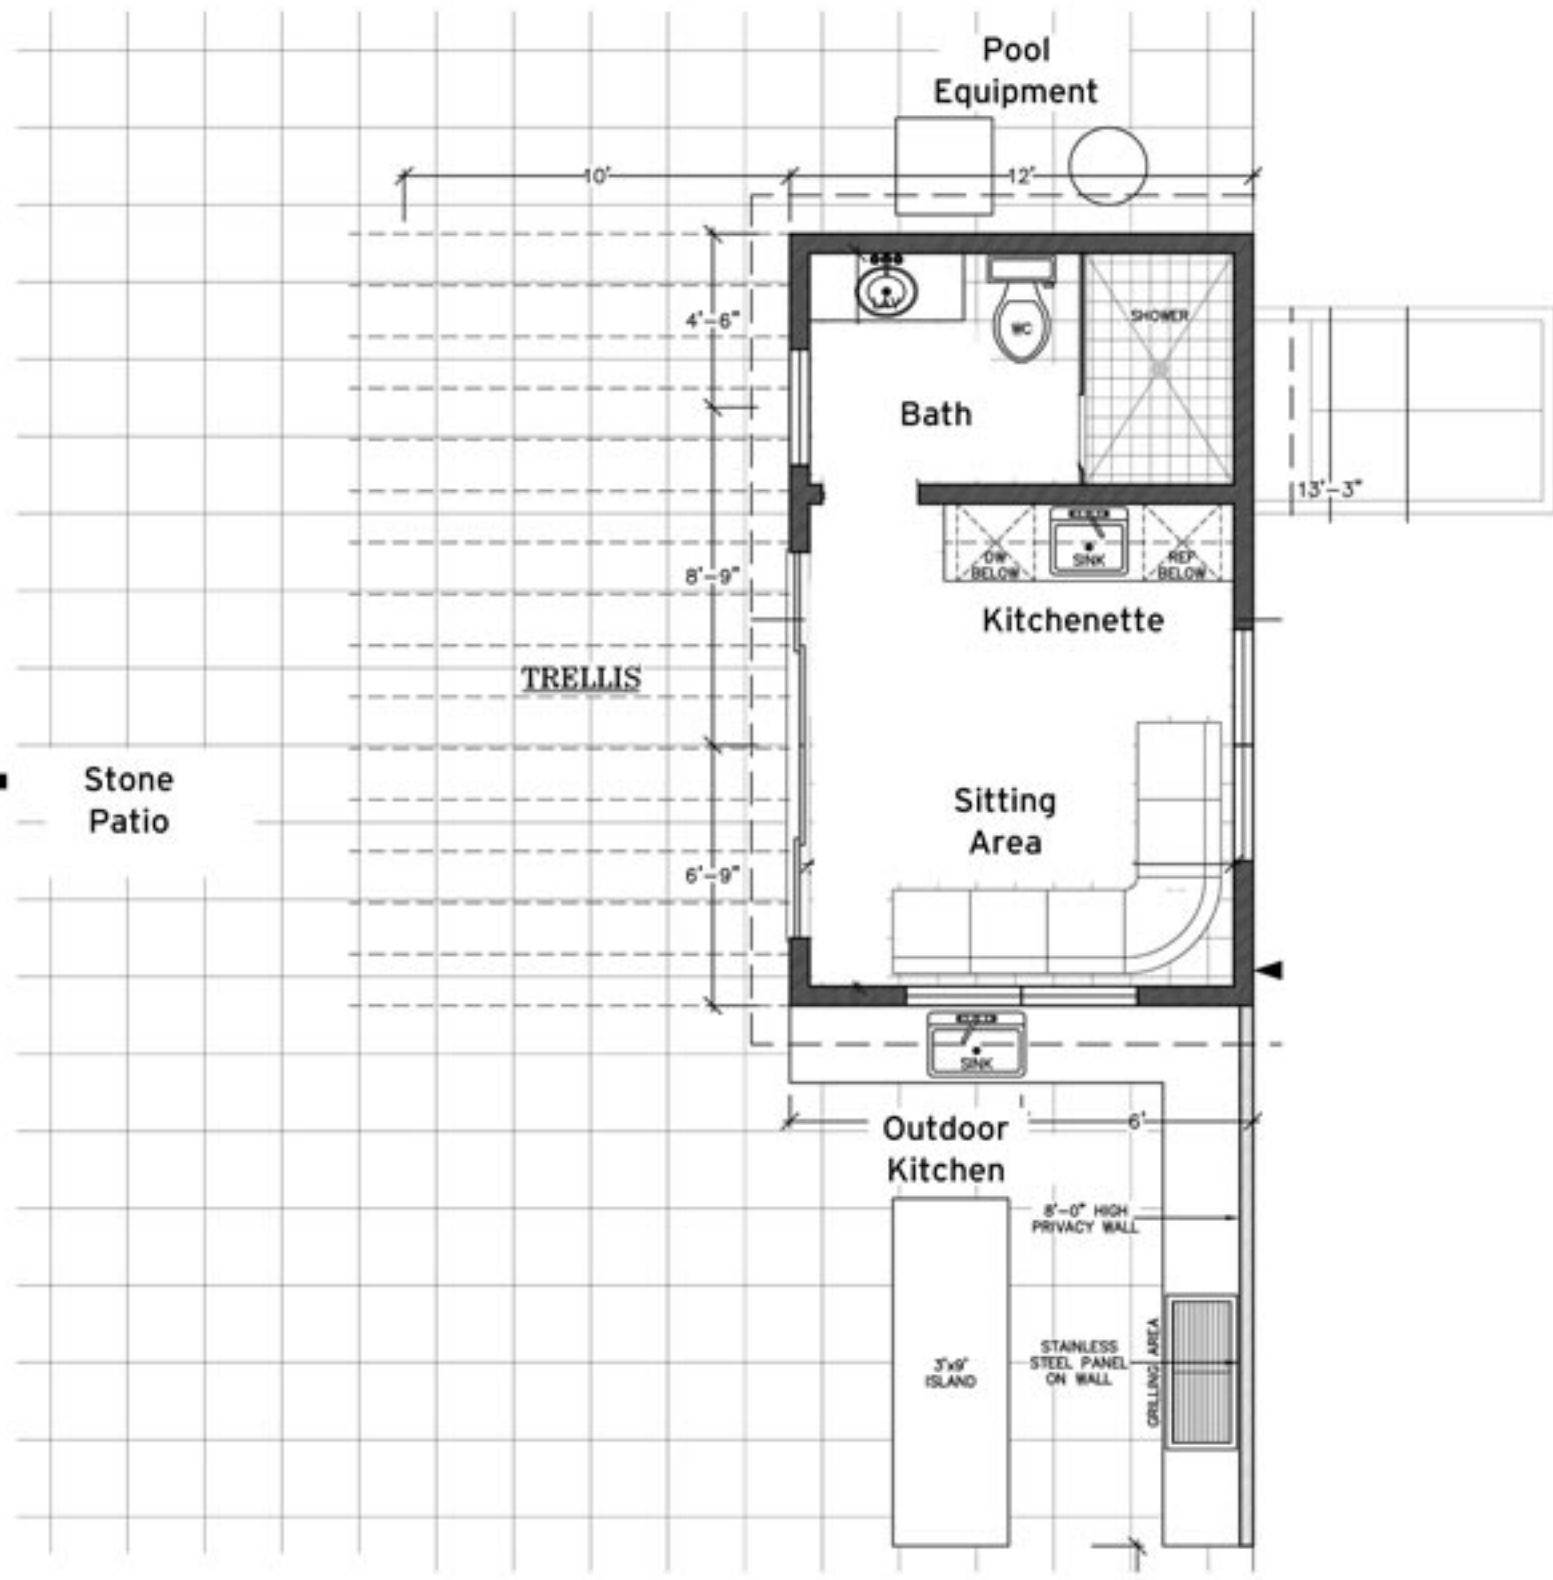 Pool
Equipment
10'
12'
4'-6"
SHOWER
WC
Bath
13'-3"
8'-9"
DW
BELOW
SINK
REF
BELOW
Kitchenette
TRELLIS
Stone
Patio
Sitting
Area
6'-9"
SINK
Outdoor
Kitchen
6'
8'-0" HIGH
PRIVACY WALL
STAINLESS
STEEL PANEL
ON WALL
GRILLING AREA
3'x9'
ISLAND